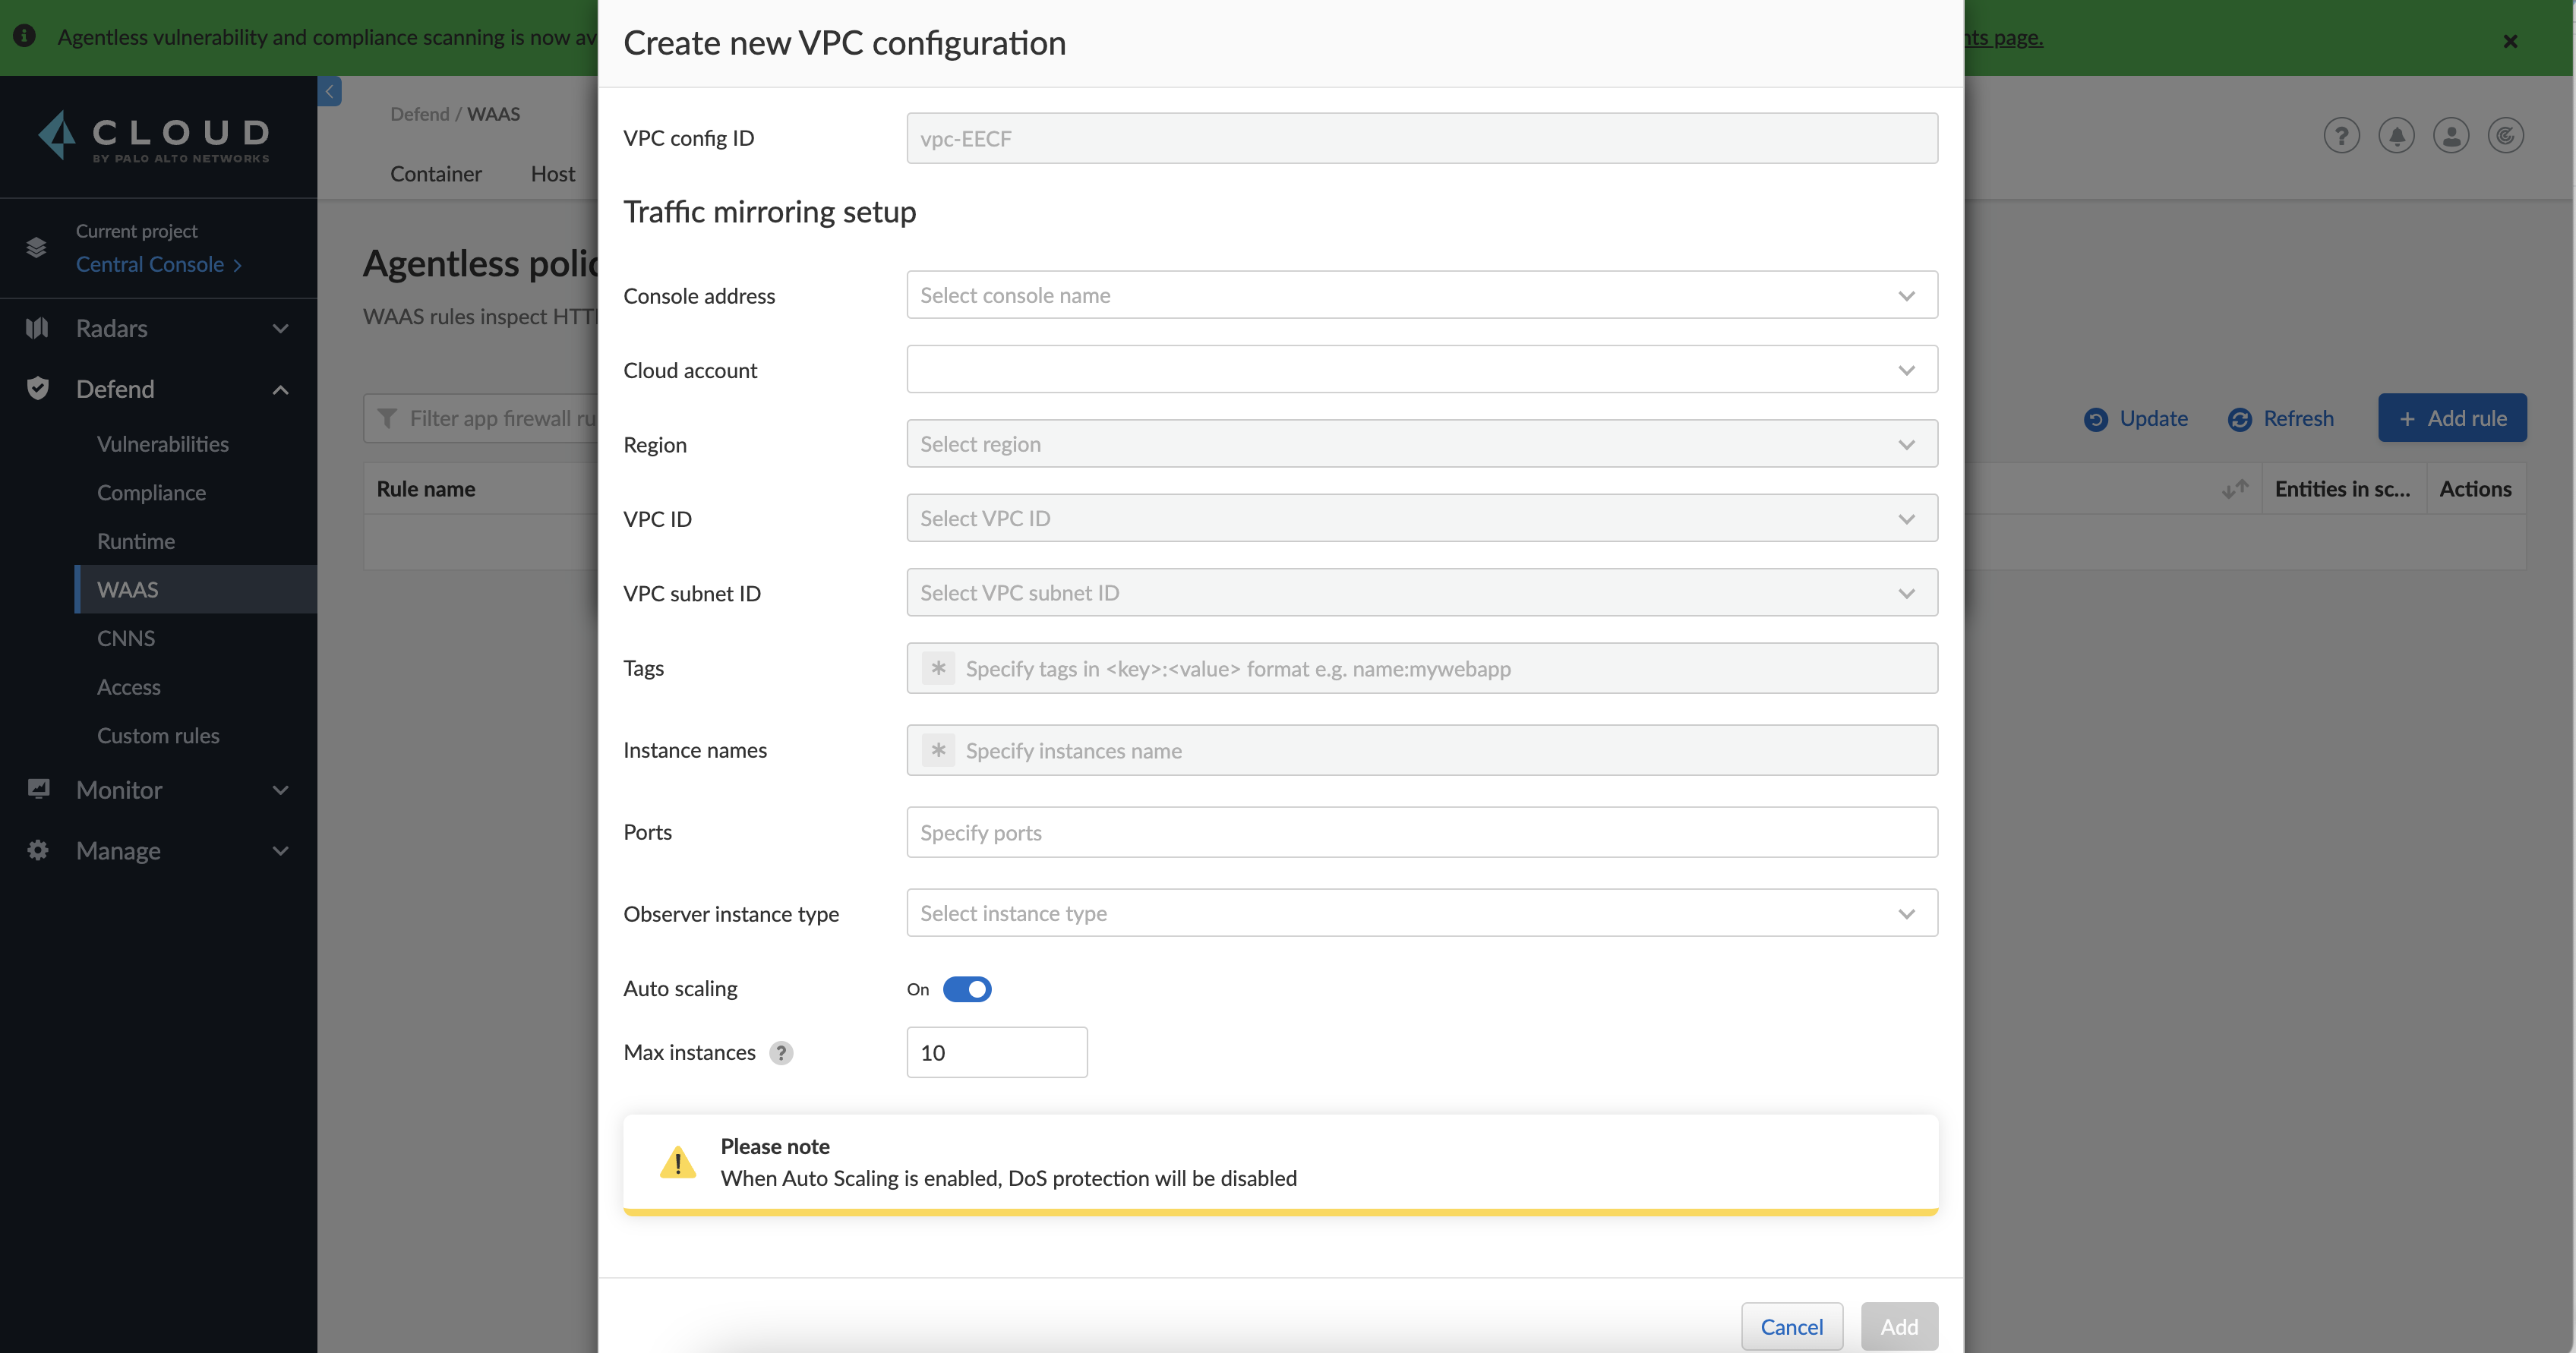 Agentless vulnerability and compliance scanning is now av
nts page.
CLOUD
BY PALO ALTO NETWORKS
Current project
Central Console
Radars
Defend
Vulnerabilities
Compliance
Runtime
WAAS
CNNS
Access
Custom rules
Monitor
Manage
Defend / WAAS
Container Host
Agentless polic
WAAS rules inspect HTT
Filter app firewall ru
Update
Refresh
+ Add rule
Rule name
Entities in sc...
Actions
Create new VPC configuration
VPC config ID
vpc-EECF
Traffic mirroring setup
Console address
Select console name
Cloud account
Region
Select region
VPC ID
Select VPC ID
VPC subnet ID
Select VPC subnet ID
Tags
* Specify tags in <key>:<value> format e.g. name:mywebapp
Instance names
* Specify instances name
Ports
Specify ports
Observer instance type
Select instance type
Auto scaling
On
Max instances ?
10
Please note
When Auto Scaling is enabled, DoS protection will be disabled
Cancel
Add